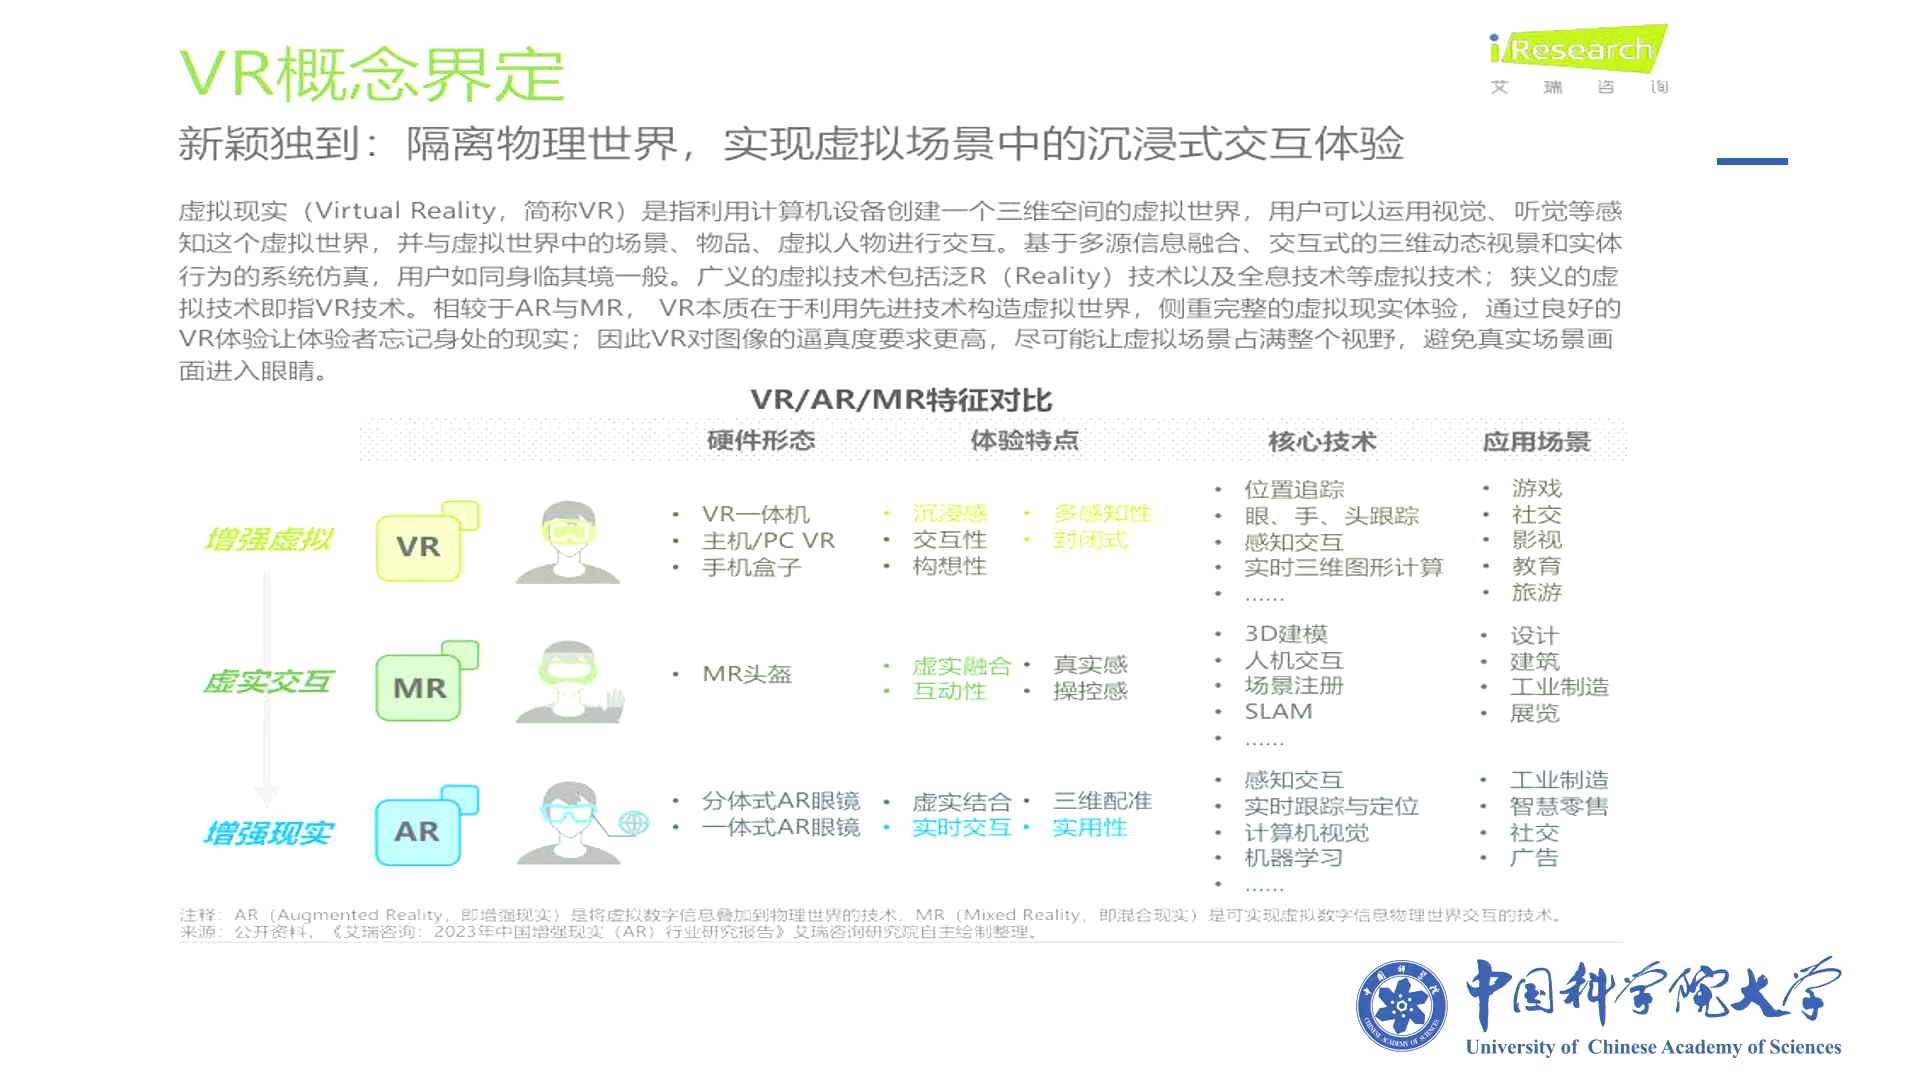 VR概念界定
iResearch
艾 瑞 咨 询
新颖独到：隔离物理世界，实现虚拟场景中的沉浸式交互体验
虚拟现实（Virtual Reality，简称VR）是指利用计算机设备创建一个三维空间的虚拟世界，用户可以运用视觉、听觉等感
知这个虚拟世界，并与虚拟世界中的场景、物品、虚拟人物进行交互。基于多源信息融合、交互式的三维动态视景和实体
行为的系统仿真，用户如同身临其境一般。广义的虚拟技术包括泛R（Reality）技术以及全息技术等虚拟技术；狭义的虚
拟技术即指VR技术。相较于AR与MR， VR本质在于利用先进技术构造虚拟世界，侧重完整的虚拟现实体验，通过良好的
VR体验让体验者忘记身处的现实；因此VR对图像的逼真度要求更高，尽可能让虚拟场景占满整个视野，避免真实场景画
面进入眼睛。
VR/AR/MR特征对比
硬件形态 体验特点 核心技术 应用场景
增强虚拟
VR
• VR一体机
• 主机/PC VR
• 手机盒子
• 沉浸感 • 多感知性
• 交互性 • 封闭式
• 构想性
• 位置追踪
• 眼、手、头跟踪
• 感知交互
• 实时三维图形计算
• ......
• 游戏
• 社交
• 影视
• 教育
• 旅游
虚实交互
MR
• MR头盔
• 虚实融合 • 真实感
• 互动性 • 操控感
• 3D建模
• 人机交互
• 场景注册
• SLAM
• ......
• 设计
• 建筑
• 工业制造
• 展览
增强现实
AR
• 分体式AR眼镜
• 一体式AR眼镜
• 虚实结合 • 三维配准
• 实时交互 • 实用性
• 感知交互
• 实时跟踪与定位
• 计算机视觉
• 机器学习
• ......
• 工业制造
• 智慧零售
• 社交
• 广告
注释：AR（Augmented Reality，即增强现实）是将虚拟数字信息叠加到物理世界的技术，MR（Mixed Reality，即混合现实）是可实现虚拟数字信息物理世界交互的技术。
来源：公开资料，《艾瑞咨询：2023年中国增强现实（AR）行业研究报告》艾瑞咨询研究院自主绘制整理。
中国科学院大学
University of Chinese Academy of Sciences